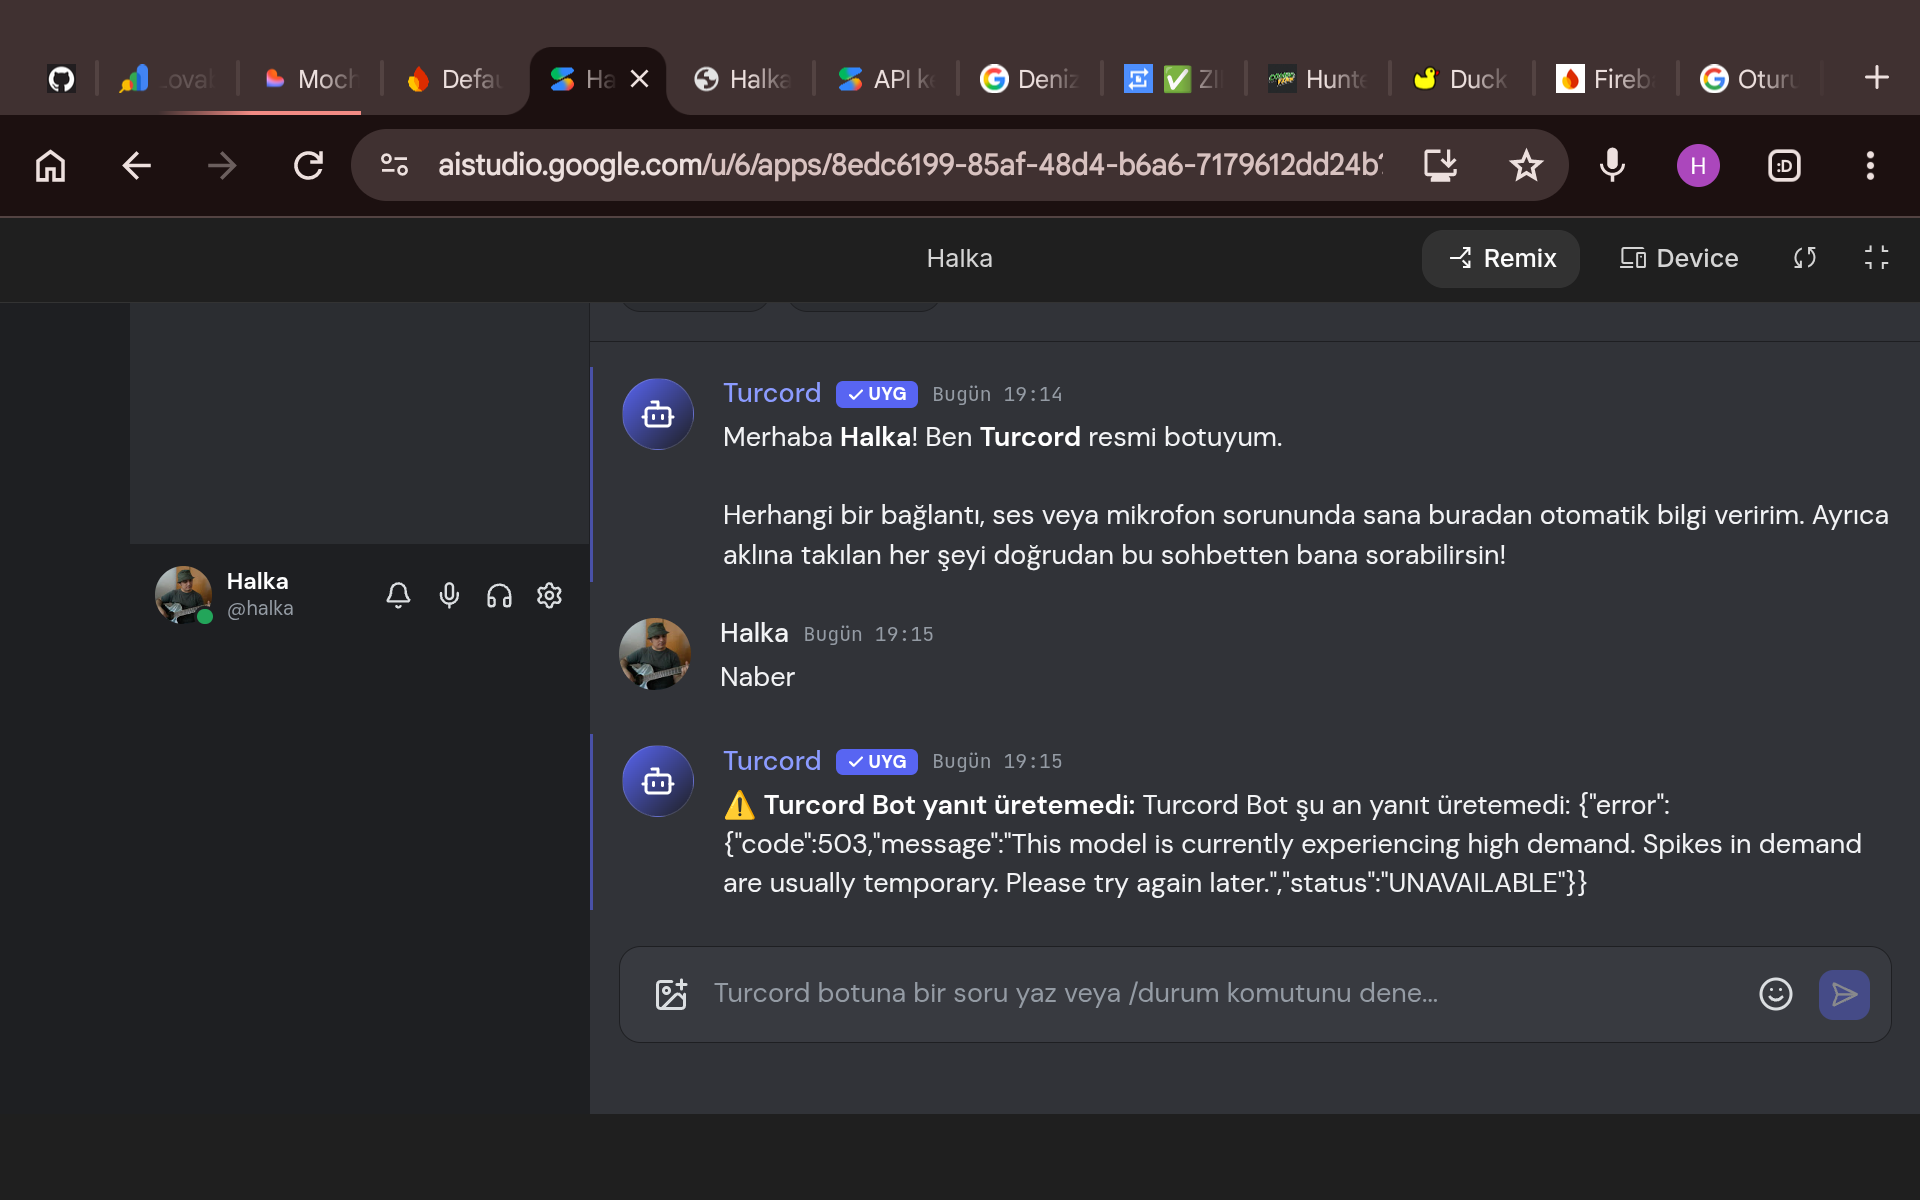 Moch
Defau
Ha
Halka
API ke
Deniz
ZI
Hunte
Duck
Fireba
Oturu
aistudio.google.com/u/6/apps/8edc6199-85af-48d4-b6a6-7179612dd24b?
H
:D
Halka
Remix
Device
Turcord UYG Bugün 19:14
Merhaba Halka! Ben Turcord resmi botuyum.
Herhangi bir bağlantı, ses veya mikrofon sorununda sana buradan otomatik bilgi veririm. Ayrıca
aklına takılan her şeyi doğrudan bu sohbetten bana sorabilirsin!
Halka
@halka
Halka Bugün 19:15
Naber
Turcord UYG Bugün 19:15
⚠️ Turcord Bot yanıt üretemedi: Turcord Bot şu an yanıt üretemedi: {"error":
{"code":503,"message":"This model is currently experiencing high demand. Spikes in demand
are usually temporary. Please try again later.","status":"UNAVAILABLE"}}
Turcord botuna bir soru yaz veya /durum komutunu dene...